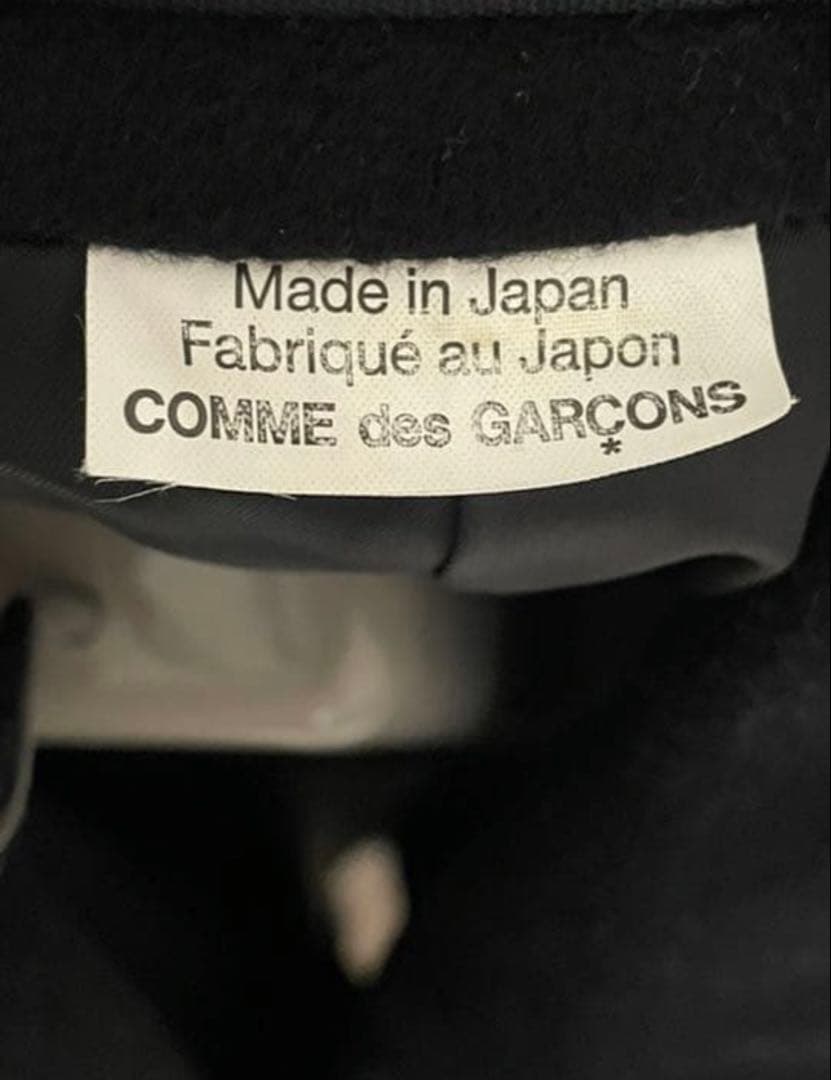 Made in Japan
Fabriqué au Japon
COMME des GARÇONS
*